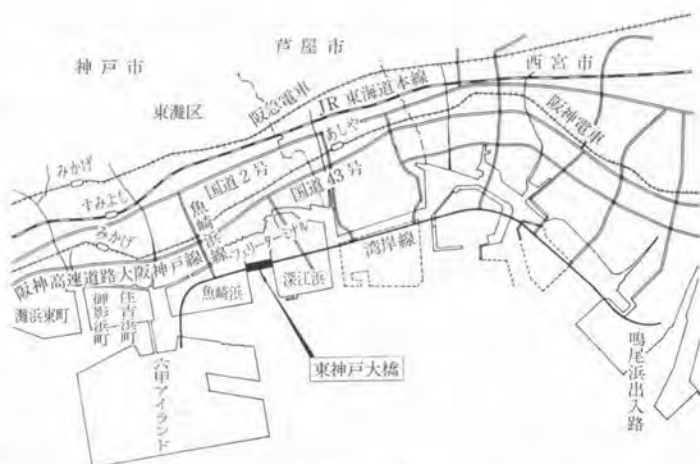 神戸市
芦屋市
西宮市
東灘区
阪急電車
JR東海道本線
阪神電車
みかげ
すみよし
みかげ
あしや
国道2号
国道43号
魚崎浜線
フェリーターミナル
阪神高速道路大阪神戸線
湾岸線
深江浜
魚崎浜
灘浜東町
御影浜町
住吉浜町
六甲アイランド
東神戸大橋
鳴尾浜出入路